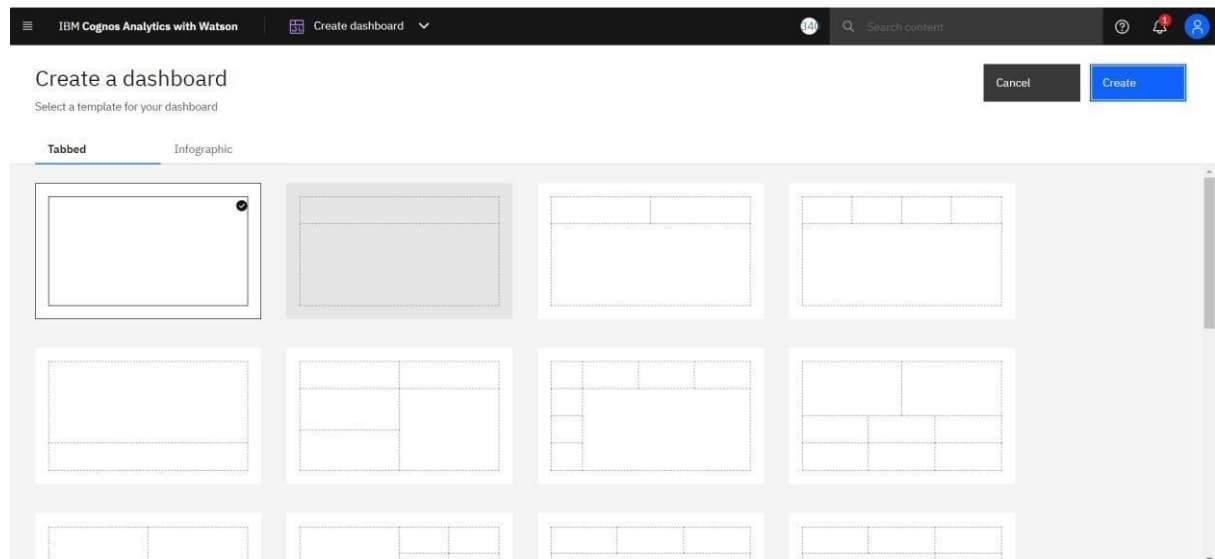 IBM Cognos Analytics with Watson
Create dashboard
Search content
1
Create a dashboard
Select a template for your dashboard
Cancel
Create
Tabbed
Infographic